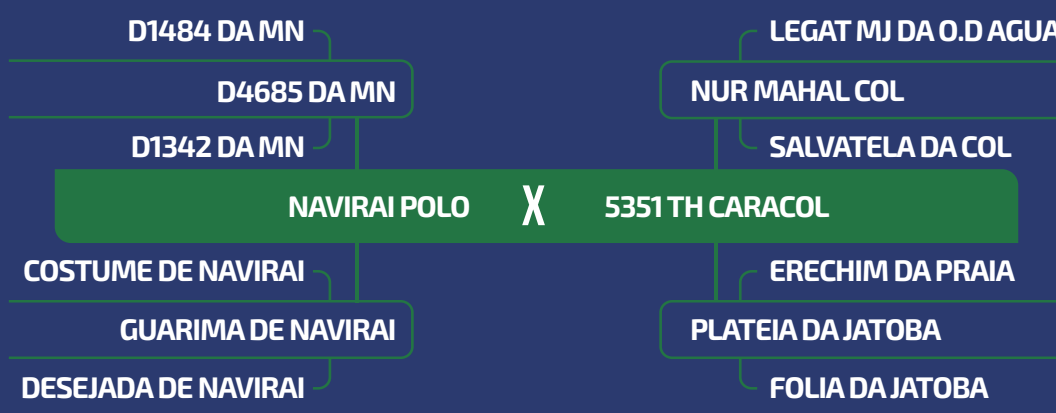 D1484 DA MN
LEGAT MJ DA O.D AGUA
D4685 DA MN
NUR MAHAL COL
D1342 DA MN
SALVATELA DA COL
NAVIRAI POLO X 5351 TH CARACOL
COSTUME DE NAVIRAI
ERECHIM DA PRAIA
GUARIMA DE NAVIRAI
PLATEIA DA JATOBA
DESEJADA DE NAVIRAI
FOLIA DA JATOBA